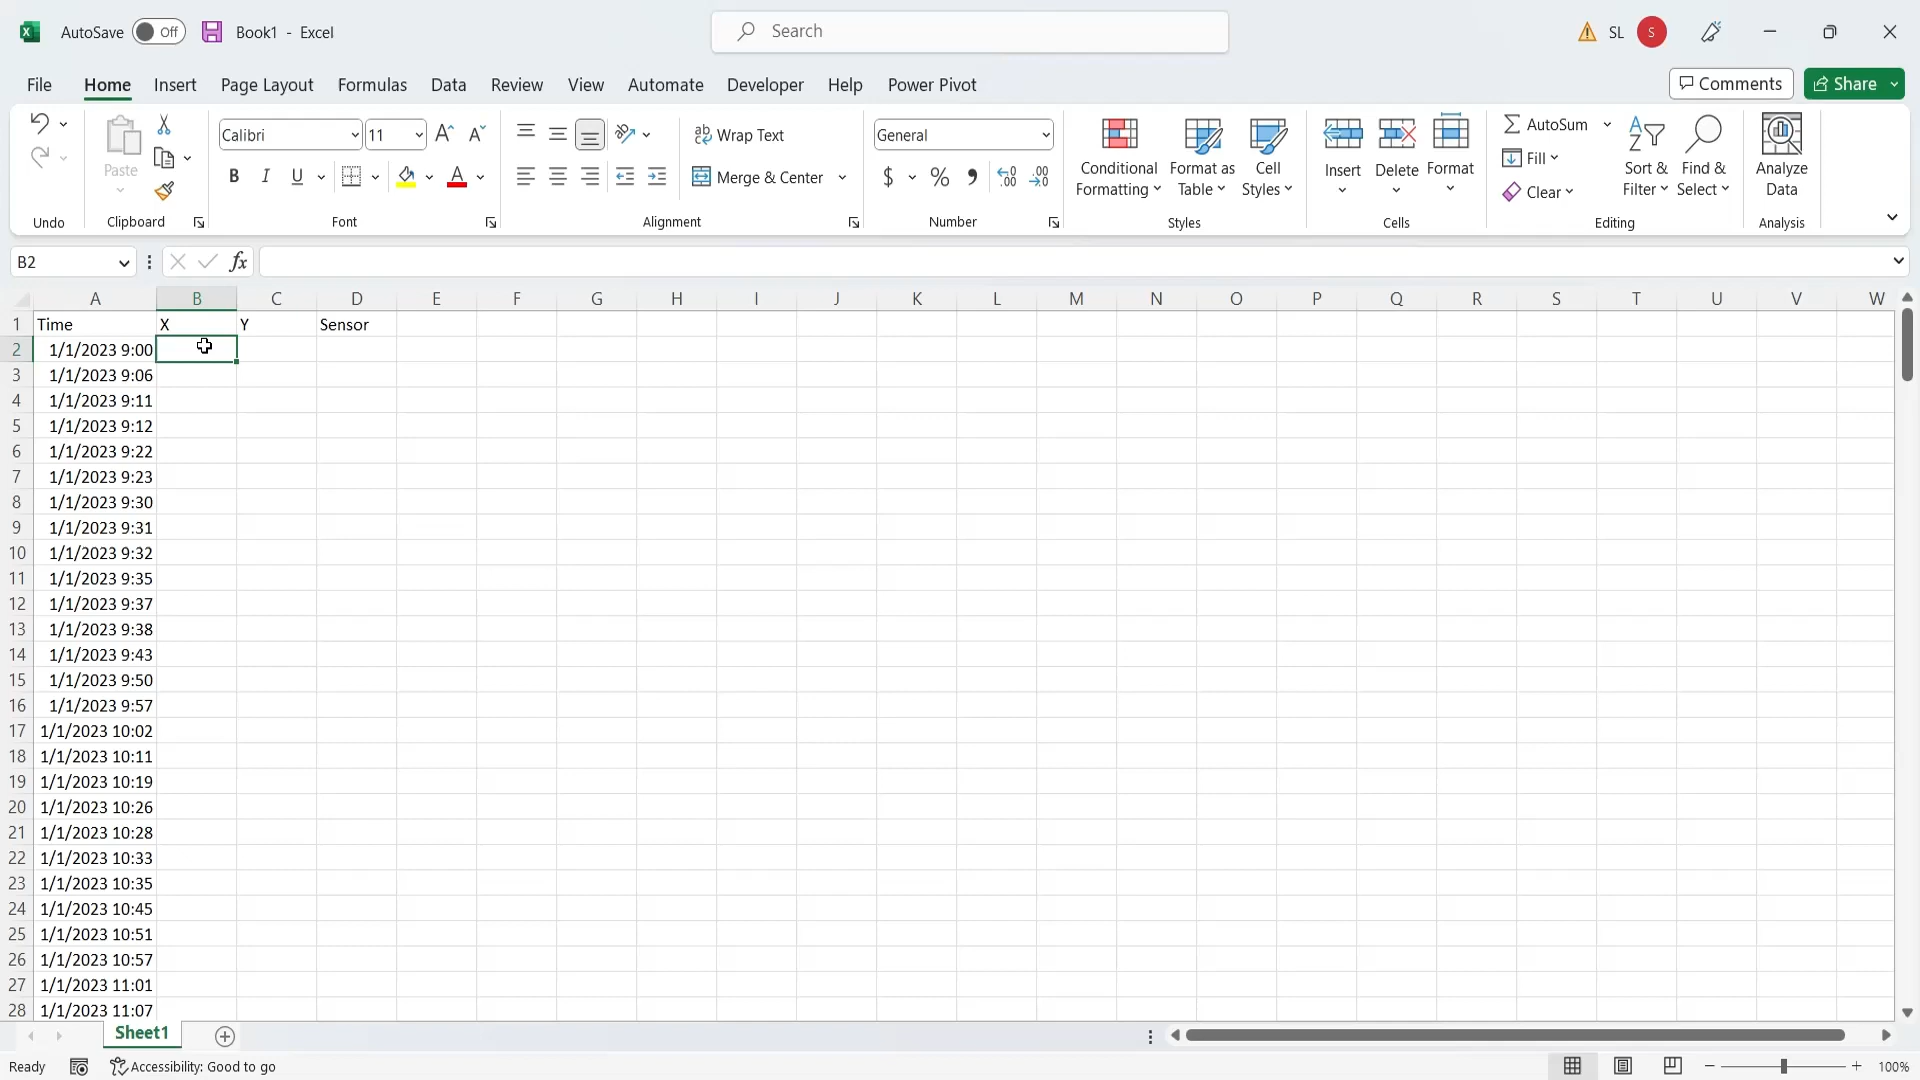 AutoSave Off Book1 - Excel Search SL S
File Home Insert Page Layout Formulas Data Review View Automate Developer Help Power Pivot Comments Share
Paste Calibri 11 Wrap Text General Conditional Formatting Format as Table Cell Styles Insert Delete Format AutoSum Sort & Filter Find & Select Analyze Data
B I U Merge & Center $ % Fill
Clear
Undo Clipboard Font Alignment Number Styles Cells Editing Analysis
B2 fx
A B C D E F G H I J K L M N O P Q R S T U V W
1 Time X Y Sensor
2 1/1/2023 9:00
3 1/1/2023 9:06
4 1/1/2023 9:11
5 1/1/2023 9:12
6 1/1/2023 9:22
7 1/1/2023 9:23
8 1/1/2023 9:30
9 1/1/2023 9:31
10 1/1/2023 9:32
11 1/1/2023 9:35
12 1/1/2023 9:37
13 1/1/2023 9:38
14 1/1/2023 9:43
15 1/1/2023 9:50
16 1/1/2023 9:57
17 1/1/2023 10:02
18 1/1/2023 10:11
19 1/1/2023 10:19
20 1/1/2023 10:26
21 1/1/2023 10:28
22 1/1/2023 10:33
23 1/1/2023 10:35
24 1/1/2023 10:45
25 1/1/2023 10:51
26 1/1/2023 10:57
27 1/1/2023 11:01
28 1/1/2023 11:07
Sheet1
Ready Accessibility: Good to go 100%